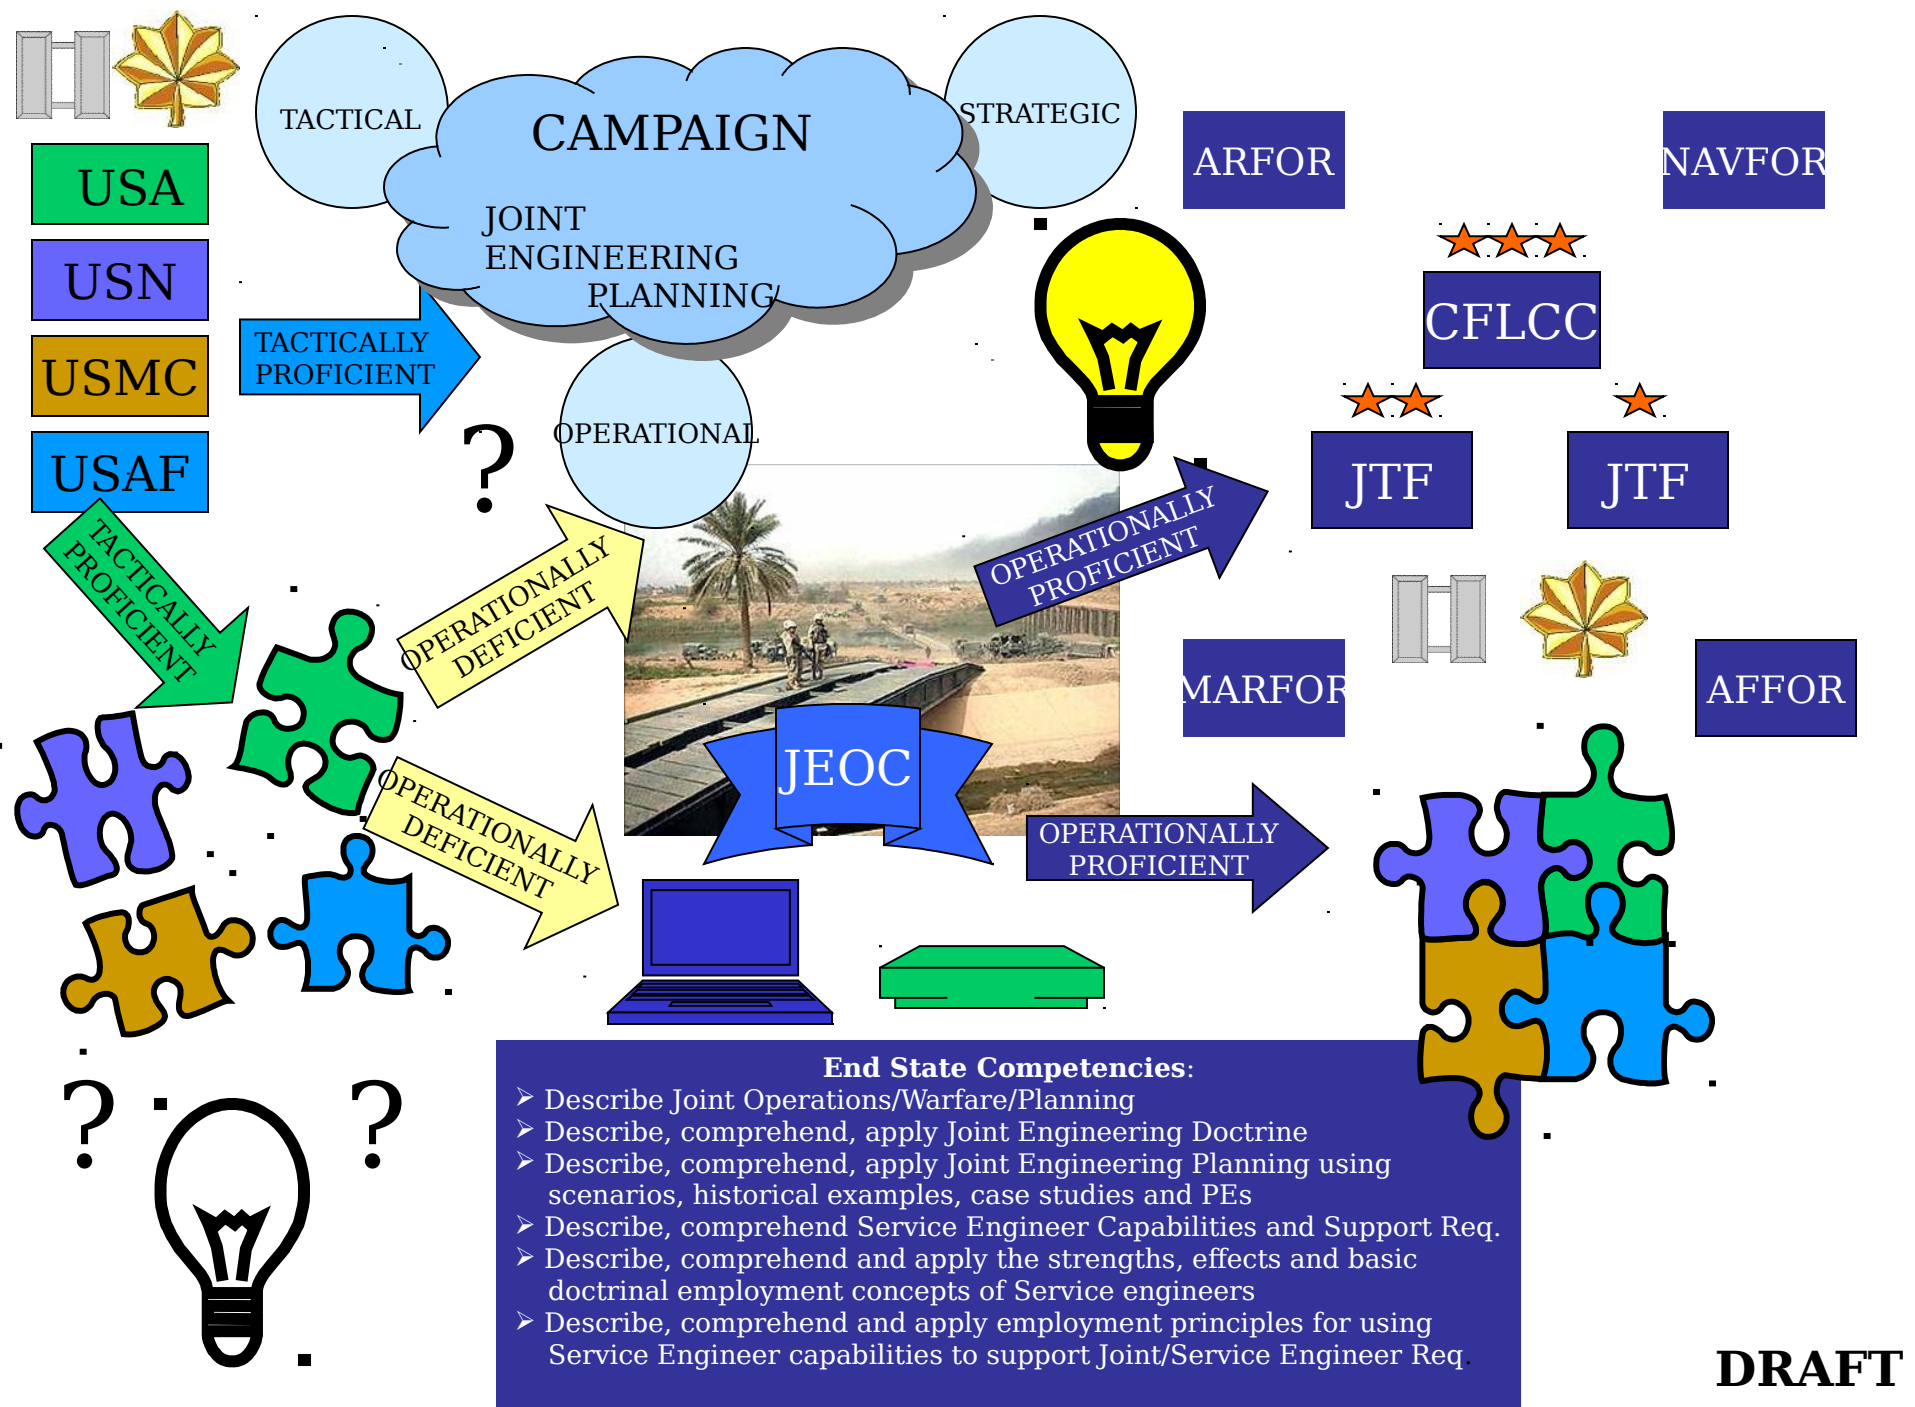 TACTICAL
STRATEGIC
CAMPAIGN
JOINT
ENGINEERING
PLANNING
OPERATIONAL
USA
USN
USMC
USAF
TACTICALLY
PROFICIENT
?
TACTICALLY
PROFICIENT
OPERATIONALLY
DEFICIENT
OPERATIONALLY
DEFICIENT
JEOC
OPERATIONALLY
PROFICIENT
OPERATIONALLY
PROFICIENT
ARFOR
NAVFOR
CFLCC
JTF
JTF
MARFOR
AFFOR
?
?
End State Competencies:
➢ Describe Joint Operations/Warfare/Planning
➢ Describe, comprehend, apply Joint Engineering Doctrine
➢ Describe, comprehend, apply Joint Engineering Planning using
scenarios, historical examples, case studies and PEs
➢ Describe, comprehend Service Engineer Capabilities and Support Req.
➢ Describe, comprehend and apply the strengths, effects and basic
doctrinal employment concepts of Service engineers
➢ Describe, comprehend and apply employment principles for using
Service Engineer capabilities to support Joint/Service Engineer Req.
DRAFT